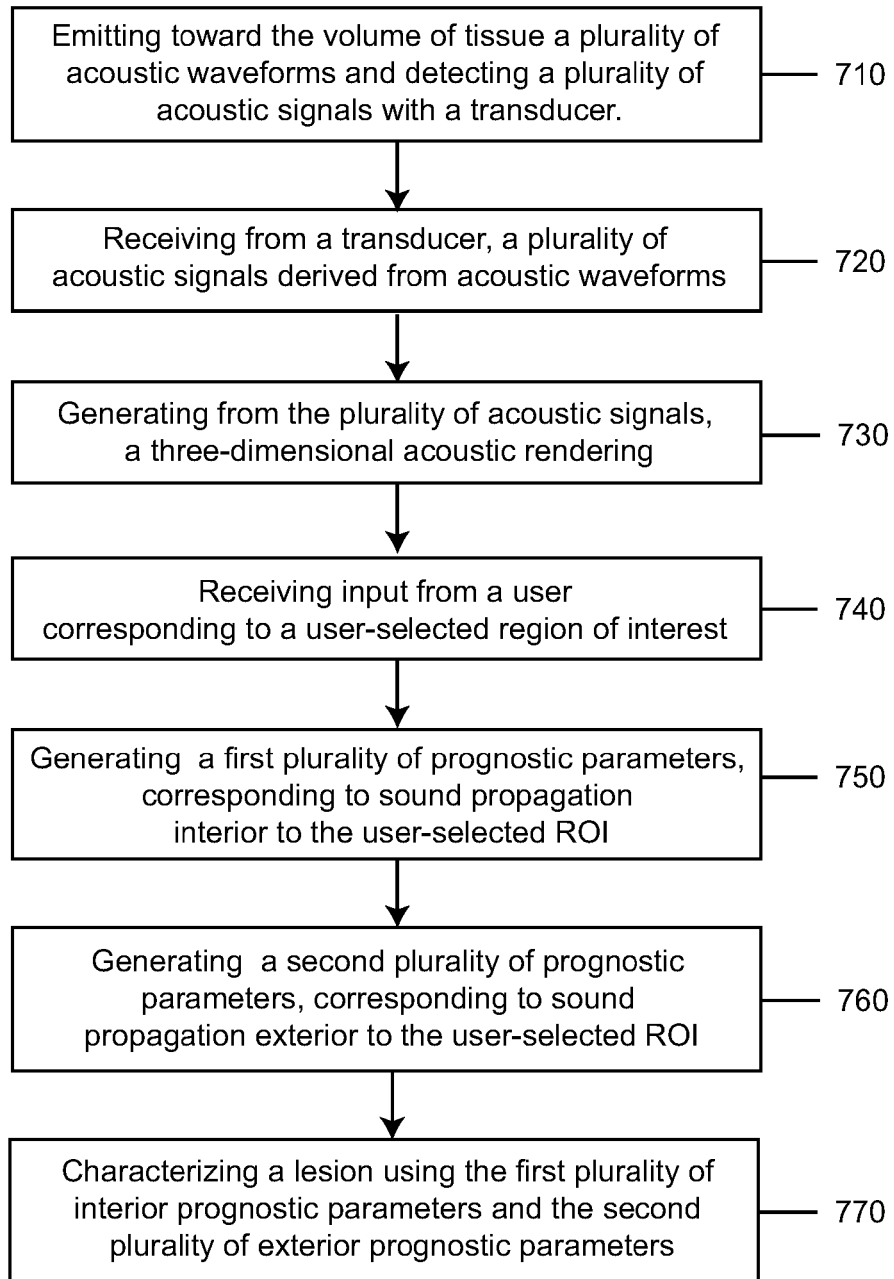 Emitting toward the volume of tissue a plurality of
acoustic waveforms and detecting a plurality of
acoustic signals with a transducer.
710
Receiving from a transducer, a plurality of
acoustic signals derived from acoustic waveforms
720
Generating from the plurality of acoustic signals,
a three-dimensional acoustic rendering
730
Receiving input from a user
corresponding to a user-selected region of interest
740
Generating a first plurality of prognostic parameters,
corresponding to sound propagation
interior to the user-selected ROI
750
Generating a second plurality of prognostic
parameters, corresponding to sound
propagation exterior to the user-selected ROI
760
Characterizing a lesion using the first plurality of
interior prognostic parameters and the second
plurality of exterior prognostic parameters
770